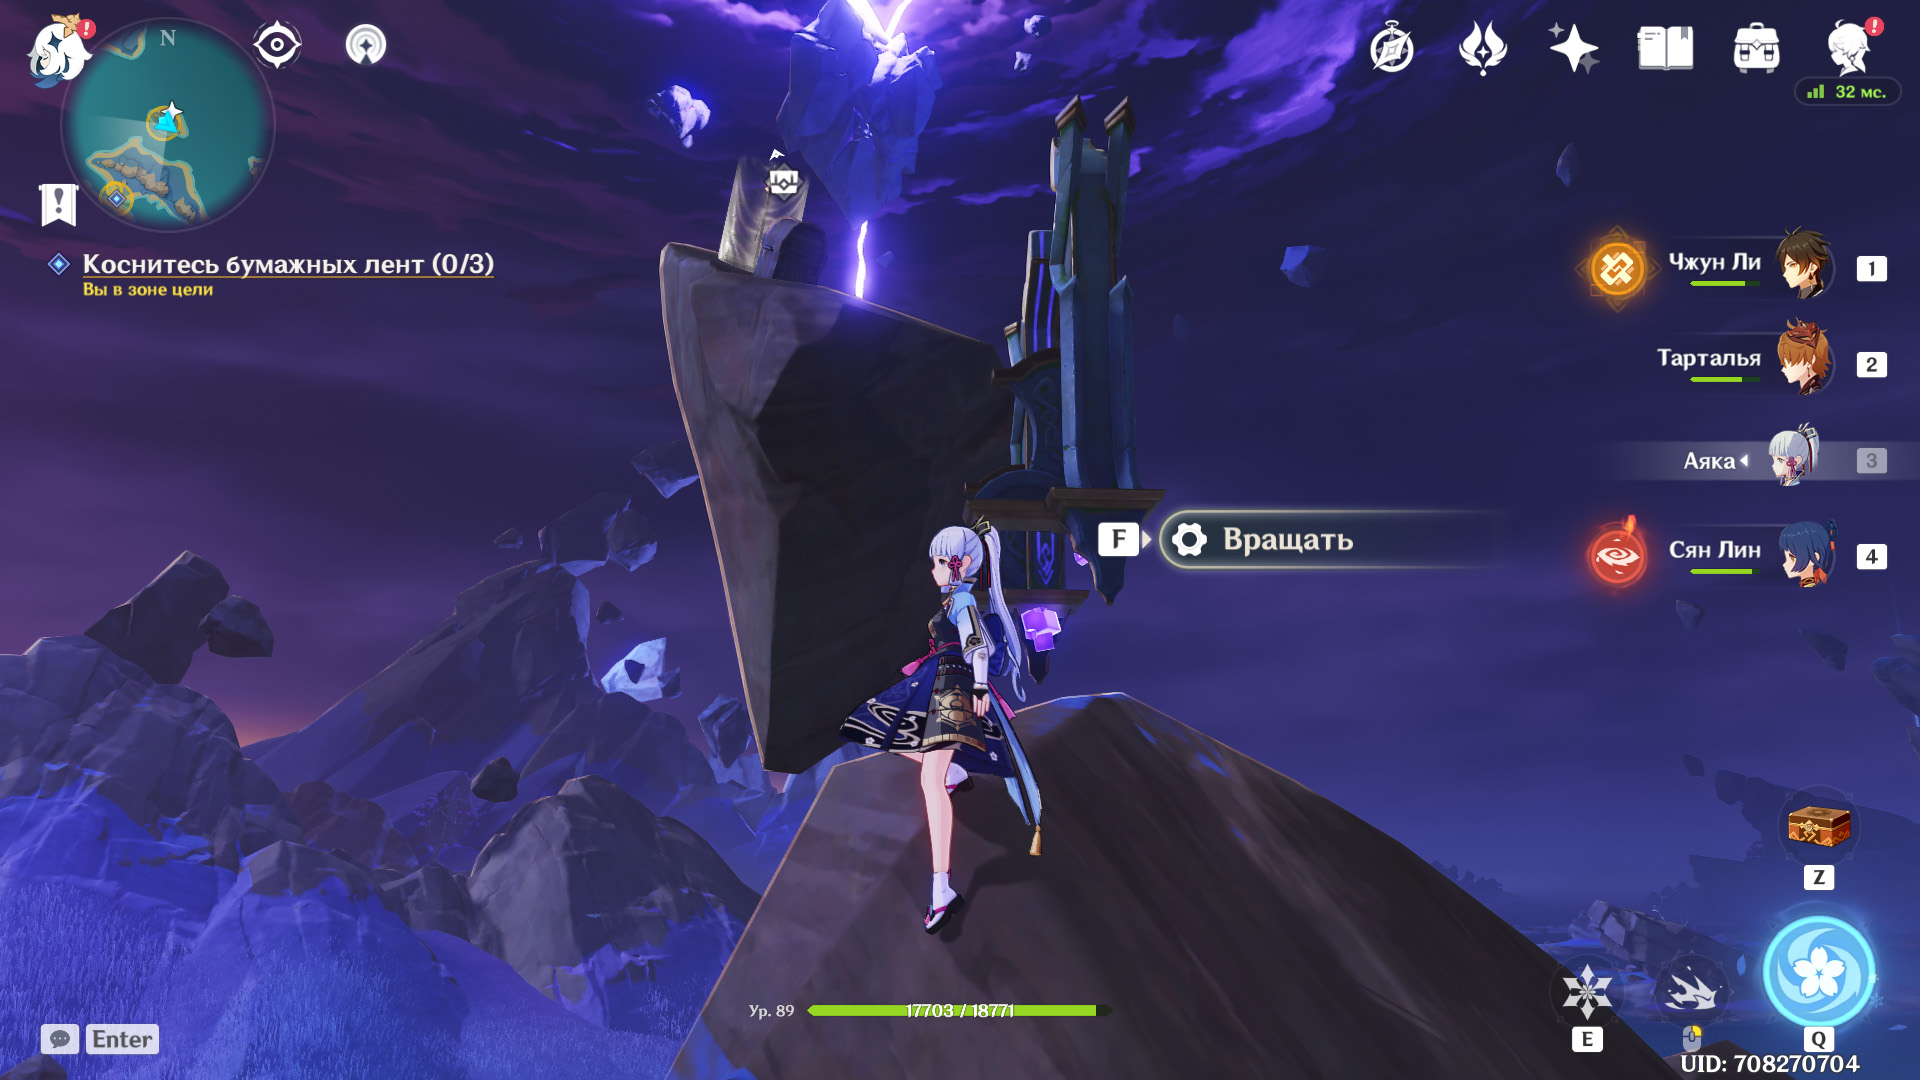 N
32 мс.
Коснитесь бумажных лент (0/3)
Вы в зоне цели
Чжун Ли
1
Тарталья
2
Аяка
3
F
Вращать
Сян Лин
4
Z
Ур. 89
17703 / 18771
Enter
E
Q
UID: 708270704